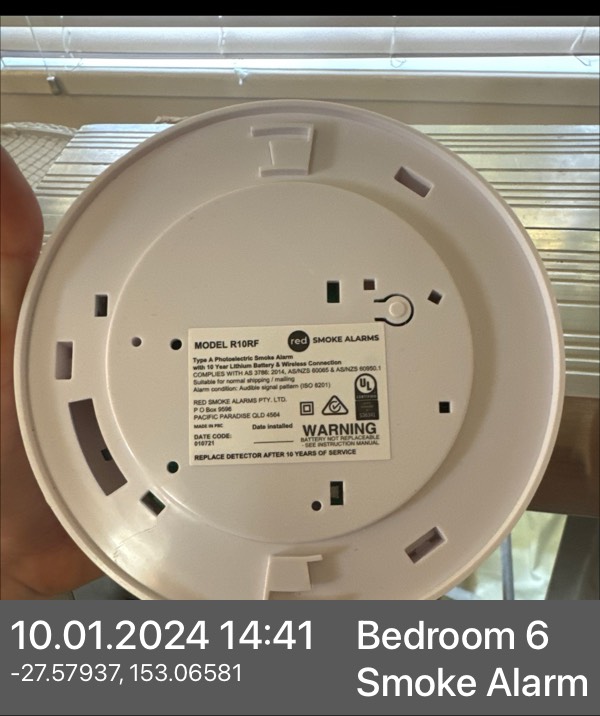 MODEL R10RF
red SMOKE ALARMS
Type A Photoelectric Smoke Alarm
with 10 Year Lithium Battery & Wireless Connection
COMPLIES WITH AS 3786: 2014, AS/NZS 60065 & AS/NZS 60950.1
Suitable for normal shipping / mailing
Alarm condition: Audible signal pattern (ISO 8201)
RED SMOKE ALARMS PTY. LTD.
P O Box 9596
PACIFIC PARADISE QLD 4564
MADE IN PRC
Date installed
DATE CODE:
010721
UL
WARNING
BATTERY NOT REPLACEABLE
- SEE INSTRUCTION MANUAL
REPLACE DETECTOR AFTER 10 YEARS OF SERVICE
10.01.2024 14:41
-27.57937, 153.06581
Bedroom 6
Smoke Alarm